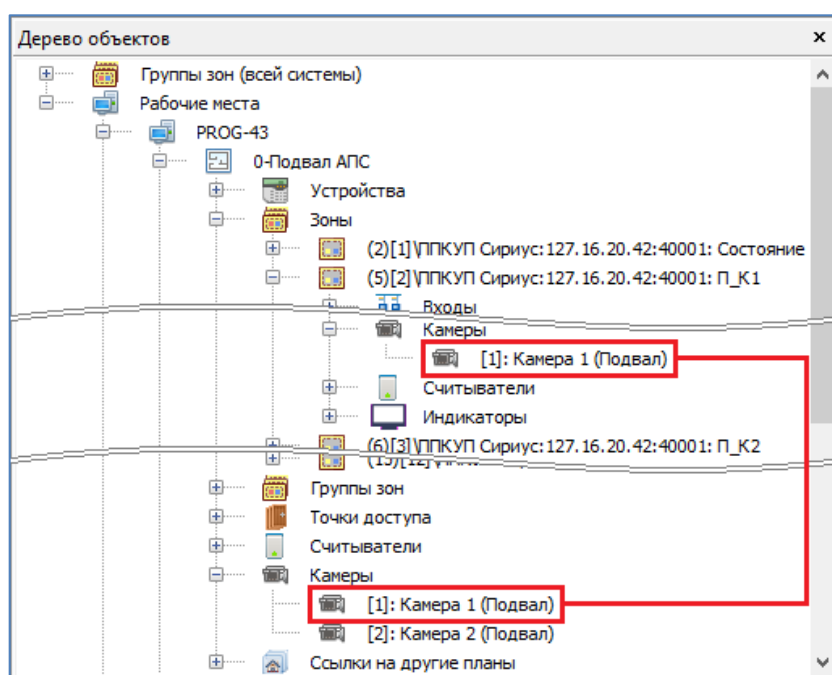 Дерево объектов
Группы зон (всей системы)
Рабочие места
PROG-43
0-Подвал АПС
Устройства
Зоны
(2)[1]\ППКУП Сириус:127.16.20.42:40001: Состояние
(5)[2]\ППКУП Сириус:127.16.20.42:40001: П_К1
Входы
Камеры
[1]: Камера 1 (Подвал)
Считыватели
Индикаторы
(6)[3]\ППКУП Сириус:127.16.20.42:40001: П_К2
Группы зон
Точки доступа
Считыватели
Камеры
[1]: Камера 1 (Подвал)
[2]: Камера 2 (Подвал)
Ссылки на другие планы